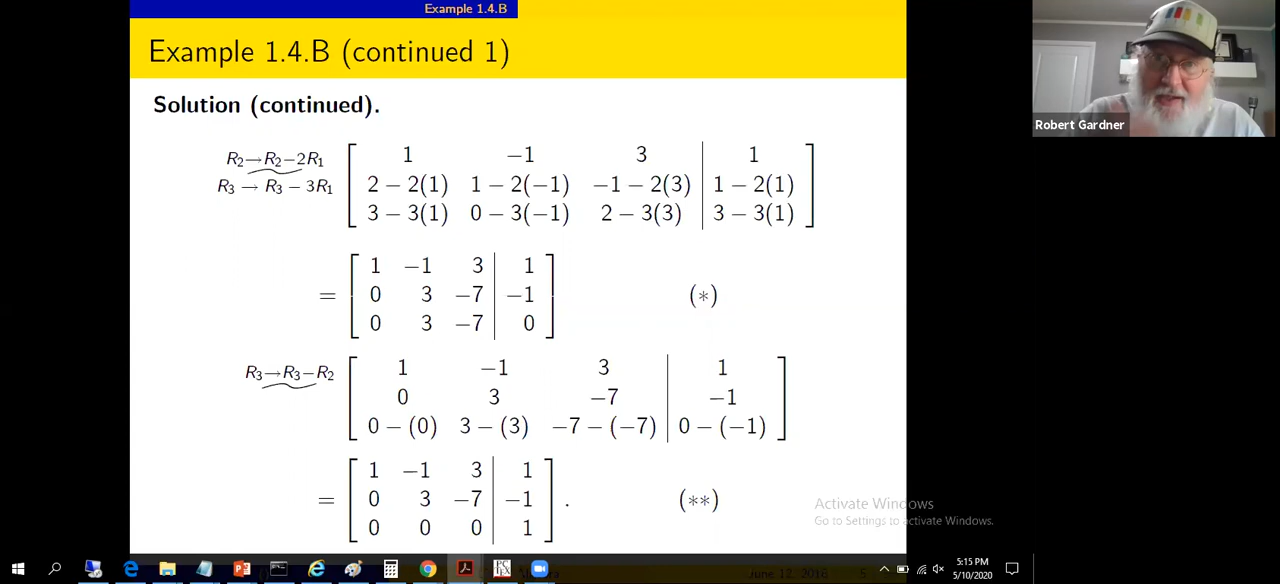 Example 1.4.B
Example 1.4.B (continued 1)
Solution (continued).
R₂→R₂−2R₁
R₃ → R₃ − 3R₁
1 −1 3 | 1
2 − 2(1) 1 − 2(−1) −1 − 2(3) | 1 − 2(1)
3 − 3(1) 0 − 3(−1) 2 − 3(3) | 3 − 3(1)
1 −1 3 | 1
= 0 3 −7 | −1 (∗)
0 3 −7 | 0
R₃→R₃−R₂ 1 −1 3 | 1
0 3 −7 | −1
0 − (0) 3 − (3) −7 − (−7) | 0 − (−1)
1 −1 3 | 1
= 0 3 −7 | −1 . (∗∗)
0 0 0 | 1
Robert Gardner
Activate Windows
Go to Settings to activate Windows.
June 12, 2016
5:15 PM
5/10/2020